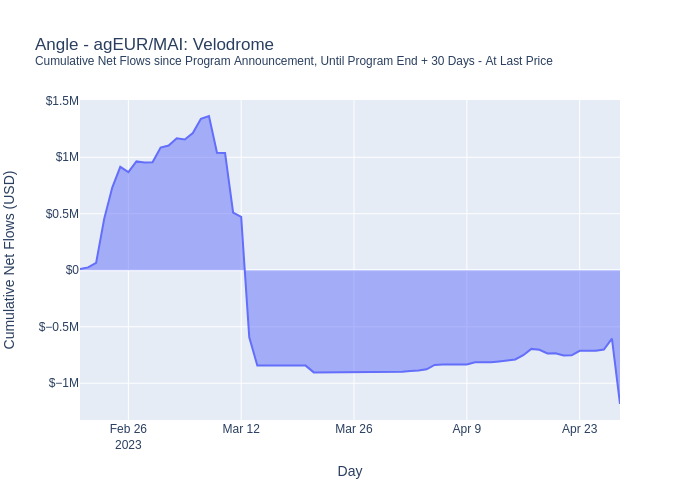 Angle - agEUR/MAI: Velodrome
Cumulative Net Flows since Program Announcement, Until Program End + 30 Days - At Last Price
$1.5M
$1M
$0.5M
$0
$−0.5M
$−1M
Cumulative Net Flows (USD)
Feb 26
2023
Mar 12
Mar 26
Apr 9
Apr 23
Day